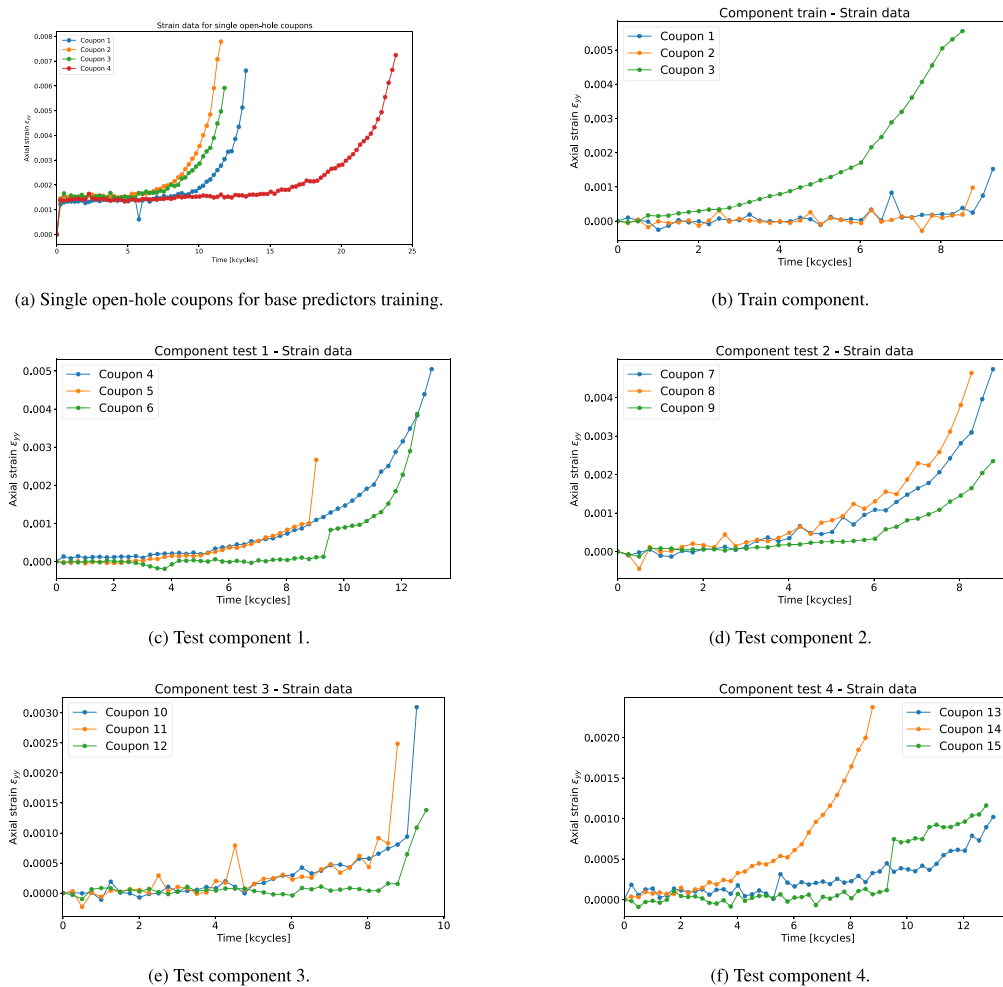 Strain data for single open-hole coupons
Coupon 1
Coupon 2
Coupon 3
Coupon 4
0.008
0.007
0.006
0.005
0.004
0.003
0.002
0.001
0.000
Axial strain εyy
0 5 10 15 20 25
Time [kcycles]
(a) Single open-hole coupons for base predictors training.
Component train - Strain data
Coupon 1
Coupon 2
Coupon 3
0.005
0.004
0.003
0.002
0.001
0.000
Axial strain εyy
0 2 4 6 8
Time [kcycles]
(b) Train component.
Component test 1 - Strain data
Coupon 4
Coupon 5
Coupon 6
0.005
0.004
0.003
0.002
0.001
0.000
Axial strain εyy
0 2 4 6 8 10 12
Time [kcycles]
(c) Test component 1.
Component test 2 - Strain data
Coupon 7
Coupon 8
Coupon 9
0.004
0.003
0.002
0.001
0.000
Axial strain εyy
0 2 4 6 8
Time [kcycles]
(d) Test component 2.
Component test 3 - Strain data
Coupon 10
Coupon 11
Coupon 12
0.0030
0.0025
0.0020
0.0015
0.0010
0.0005
0.0000
Axial strain εyy
0 2 4 6 8 10
Time [kcycles]
(e) Test component 3.
Component test 4 - Strain data
Coupon 13
Coupon 14
Coupon 15
0.0020
0.0015
0.0010
0.0005
0.0000
Axial strain εyy
0 2 4 6 8 10 12
Time [kcycles]
(f) Test component 4.